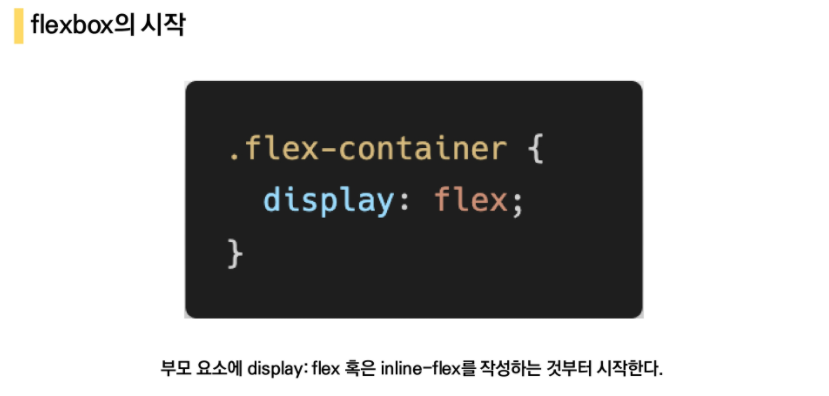 flexbox의 시작
.flex-container {
  display: flex;
}
부모 요소에 display: flex 혹은 inline-flex를 작성하는 것부터 시작한다.